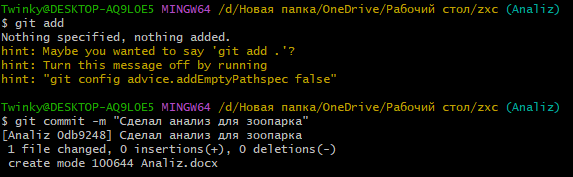 Twinky@DESKTOP-AQ9LOE5 MINGW64 /d/Новая папка/OneDrive/Рабочий стол/zxc (Analiz)
$ git add
Nothing specified, nothing added.
hint: Maybe you wanted to say 'git add .'?
hint: Turn this message off by running
hint: "git config advice.addEmptyPathspec false"
Twinky@DESKTOP-AQ9LOE5 MINGW64 /d/Новая папка/OneDrive/Рабочий стол/zxc (Analiz)
$ git commit -m "Сделал анализ для зоопарка"
[Analiz 0db9248] Сделал анализ для зоопарка
 1 file changed, 0 insertions(+), 0 deletions(-)
 create mode 100644 Analiz.docx